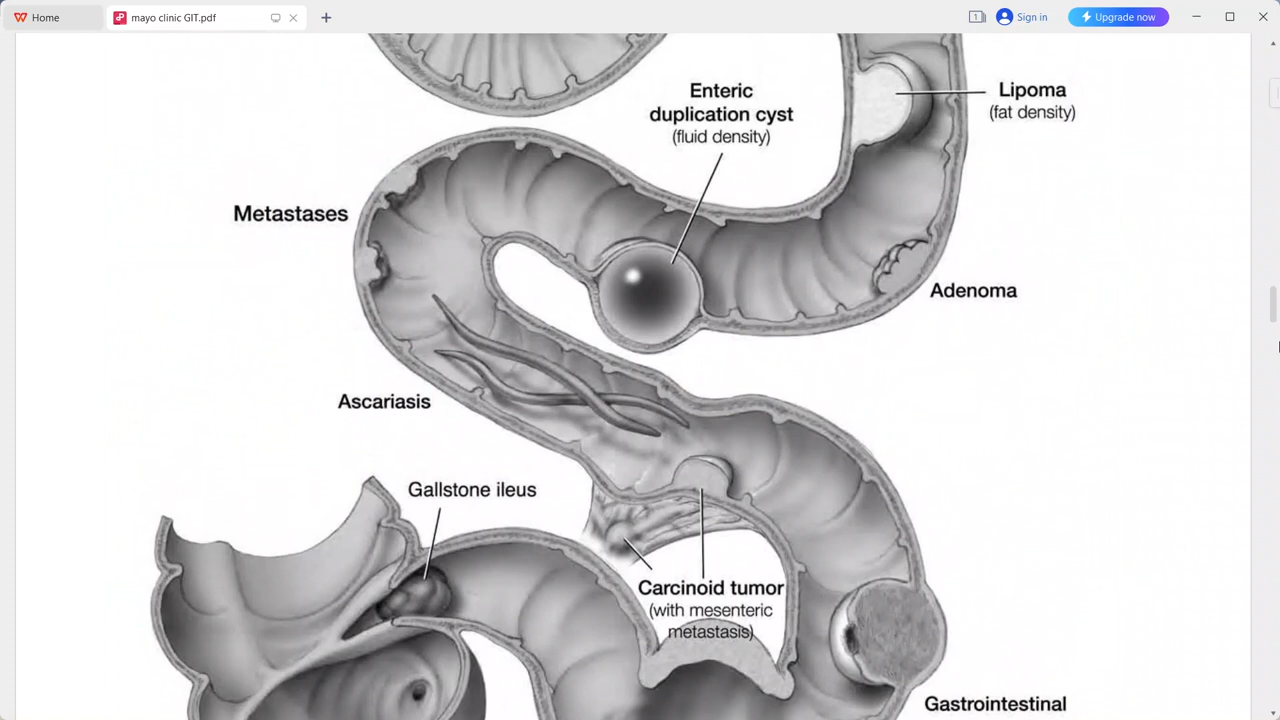 Home
mayo clinic GIT.pdf
1
Sign in
Upgrade now
Enteric
duplication cyst
(fluid density)
Lipoma
(fat density)
Metastases
Adenoma
Ascariasis
Gallstone ileus
Carcinoid tumor
(with mesenteric
metastasis)
Gastrointestinal